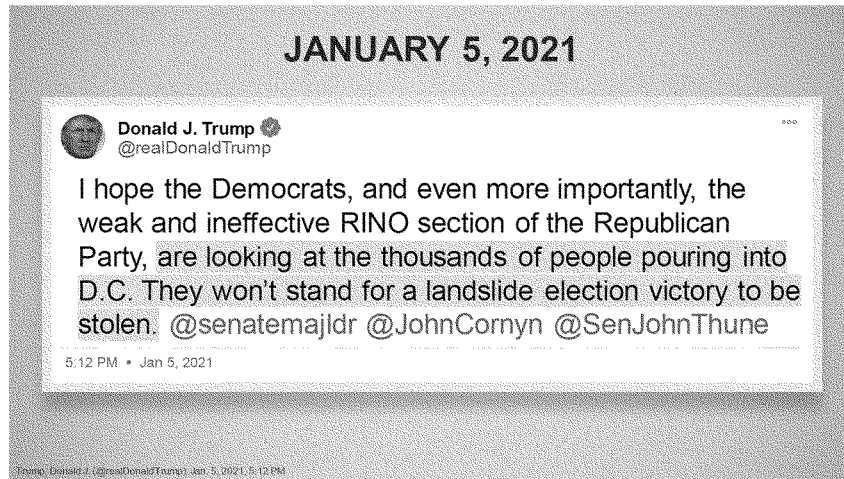 JANUARY 5, 2021
Donald J. Trump
@realDonaldTrump
I hope the Democrats, and even more importantly, the
weak and ineffective RINO section of the Republican
Party, are looking at the thousands of people pouring into
D.C. They won't stand for a landslide election victory to be
stolen. @senatemajldr @JohnCornyn @SenJohnThune
5:12 PM • Jan 5, 2021
Trump, Donald J. (@realDonaldTrump) Jan. 5, 2021, 5:12 PM